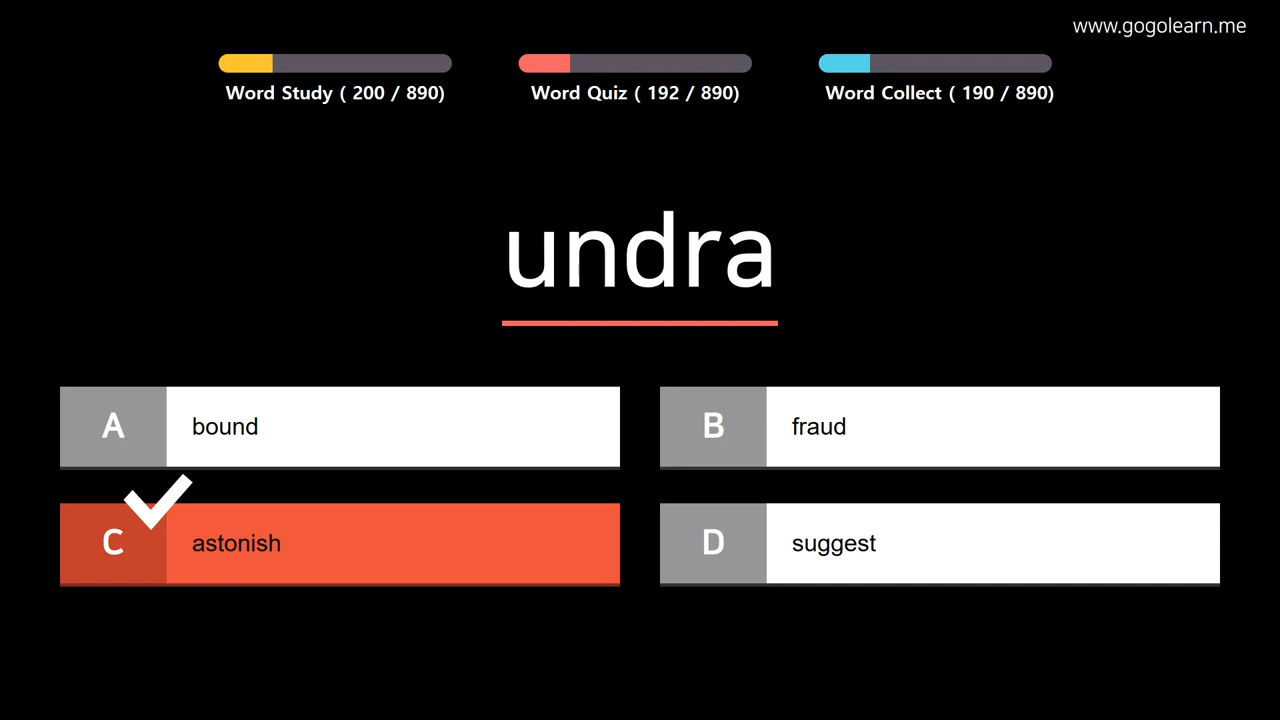 www.gogolearn.me
Word Study ( 200 / 890)
Word Quiz ( 192 / 890)
Word Collect ( 190 / 890)
undra
A bound
B fraud
C astonish
D suggest